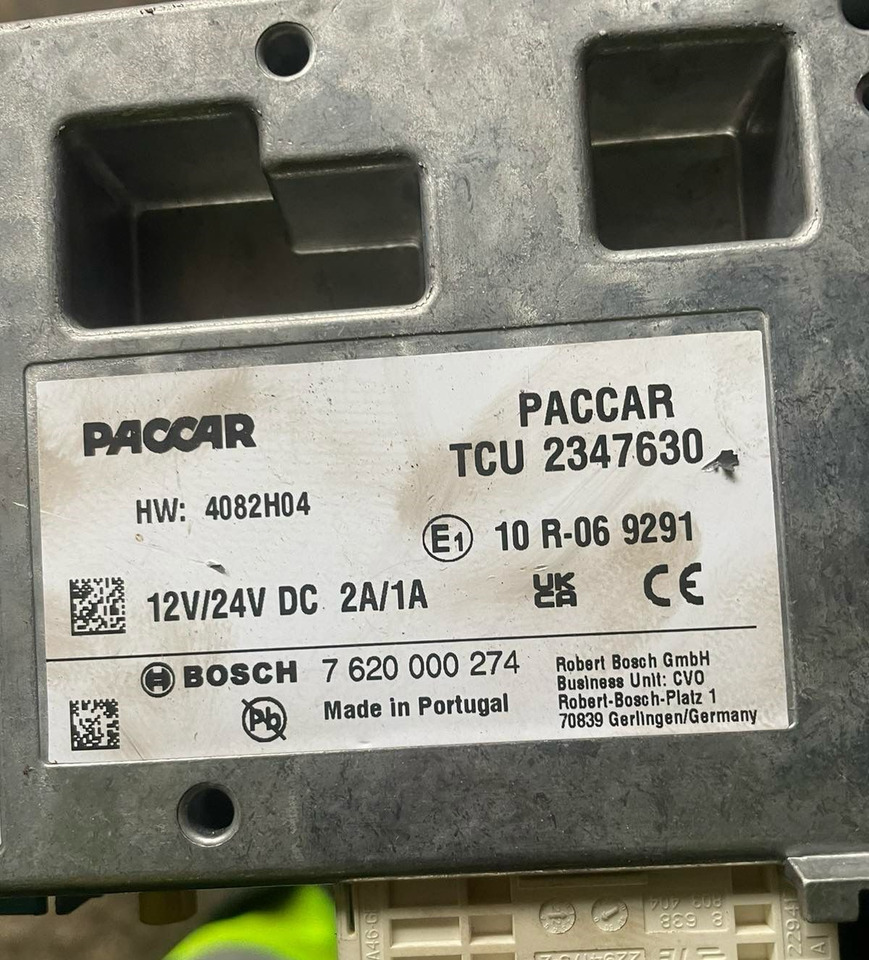 PACCAR
PACCAR
TCU 2347630
HW: 4082H04
E1 10 R-06 9291
12V/24V DC 2A/1A
UK
CA
CE
BOSCH 7 620 000 274
Pb
Made in Portugal
Robert Bosch GmbH
Business Unit: CVO
Robert-Bosch-Platz 1
70839 Gerlingen/Germany